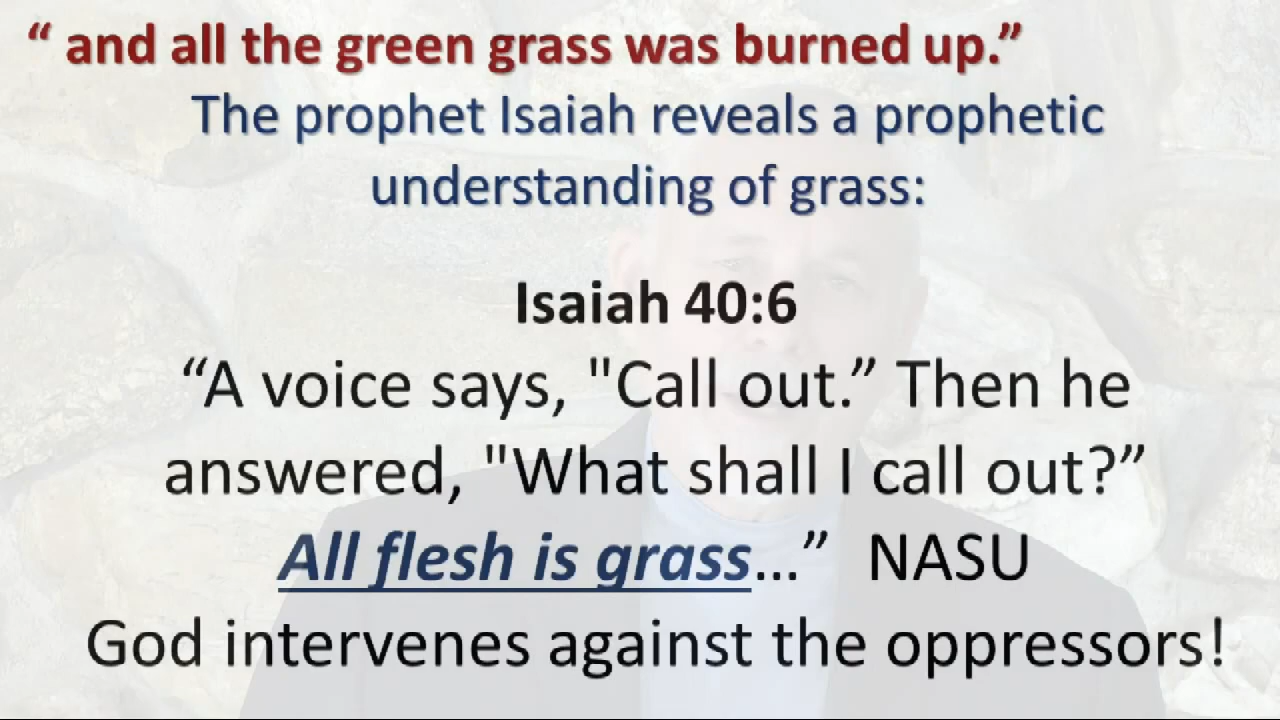 “ and all the green grass was burned up.”
The prophet Isaiah reveals a prophetic
understanding of grass:
Isaiah 40:6
“A voice says, "Call out.” Then he
answered, "What shall I call out?”
All flesh is grass…” NASU
God intervenes against the oppressors!